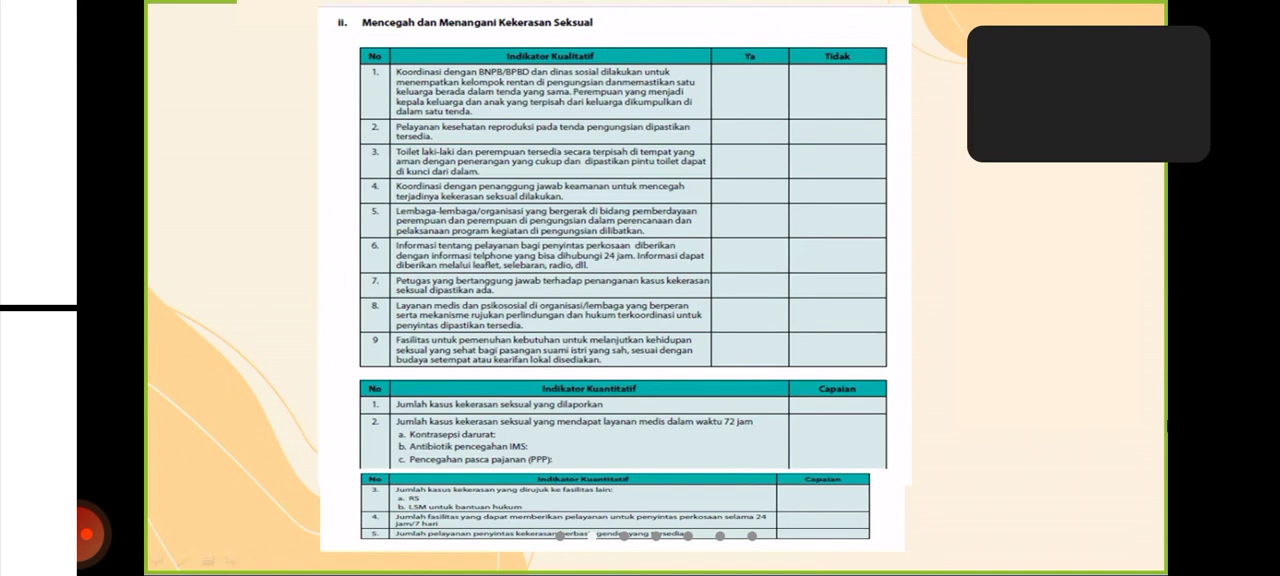 ii. Mencegah dan Menangani Kekerasan Seksual
No Indikator Kualitatif Ya Tidak
1. Koordinasi dengan BNPB/BPBD dan dinas sosial dilakukan untuk
menempatkan kelompok rentan di pengungsian danmemastikan satu
keluarga berada dalam tenda yang sama. Perempuan yang menjadi
kepala keluarga dan anak yang terpisah dari keluarga dikumpulkan di
dalam satu tenda.
2. Pelayanan kesehatan reproduksi pada tenda pengungsian dipastikan
tersedia.
3. Toilet laki-laki dan perempuan tersedia secara terpisah di tempat yang
aman dengan penerangan yang cukup dan dipastikan pintu toilet dapat
di kunci dari dalam.
4. Koordinasi dengan penanggung jawab keamanan untuk mencegah
terjadinya kekerasan seksual dilakukan.
5. Lembaga-lembaga/organisasi yang bergerak di bidang pemberdayaan
perempuan dan perempuan di pengungsian dalam perencanaan dan
pelaksanaan program kegiatan di pengungsian dilibatkan.
6. Informasi tentang pelayanan bagi penyintas perkosaan diberikan
dengan informasi telphone yang bisa dihubungi 24 jam. Informasi dapat
diberikan melalui leaflet, selebaran, radio, dll.
7. Petugas yang bertanggung jawab terhadap penanganan kasus kekerasan
seksual dipastikan ada.
8. Layanan medis dan psikososial di organisasi/lembaga yang berperan
serta mekanisme rujukan perlindungan dan hukum terkoordinasi untuk
penyintas dipastikan tersedia.
9 Fasilitas untuk pemenuhan kebutuhan untuk melanjutkan kehidupan
seksual yang sehat bagi pasangan suami istri yang sah, sesuai dengan
budaya setempat atau kearifan lokal disediakan.
No Indikator Kuantitatif Capaian
1. Jumlah kasus kekerasan seksual yang dilaporkan
2. Jumlah kasus kekerasan seksual yang mendapat layanan medis dalam waktu 72 jam
a. Kontrasepsi darurat:
b. Antibiotik pencegahan IMS:
c. Pencegahan pasca pajanan (PPP):
No Indikator Kuantitatif Capaian
3. Jumlah kasus kekerasan yang dirujuk ke fasilitas lain:
a. RS
b. LSM untuk bantuan hukum
4. Jumlah fasilitas yang dapat memberikan pelayanan untuk penyintas perkosaan selama 24
jam/7 hari
5. Jumlah pelayanan penyintas kekerasan gender yang tersedia